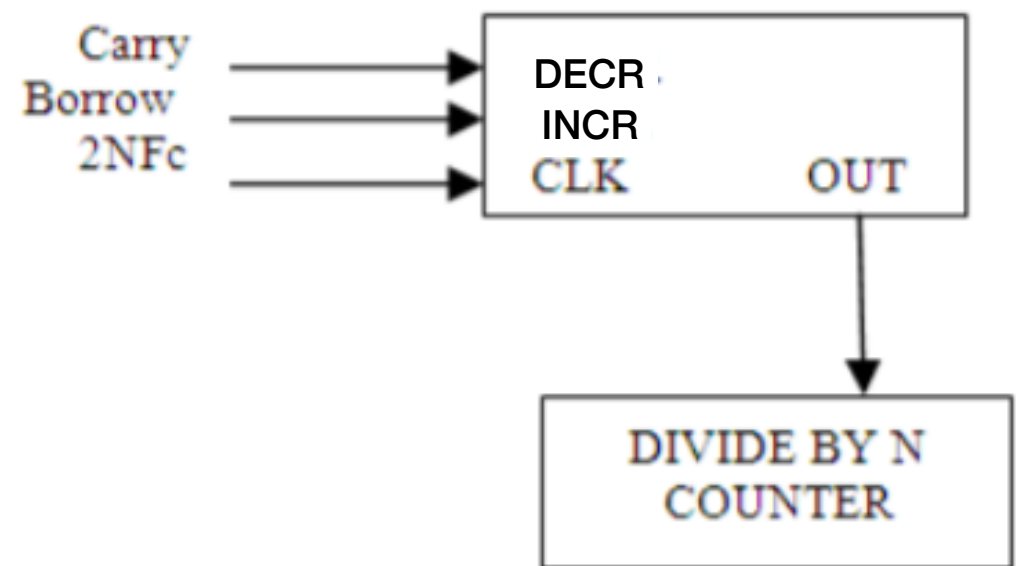 Carry
Borrow
2NFc
DECR
INCR
CLK OUT
DIVIDE BY N
COUNTER